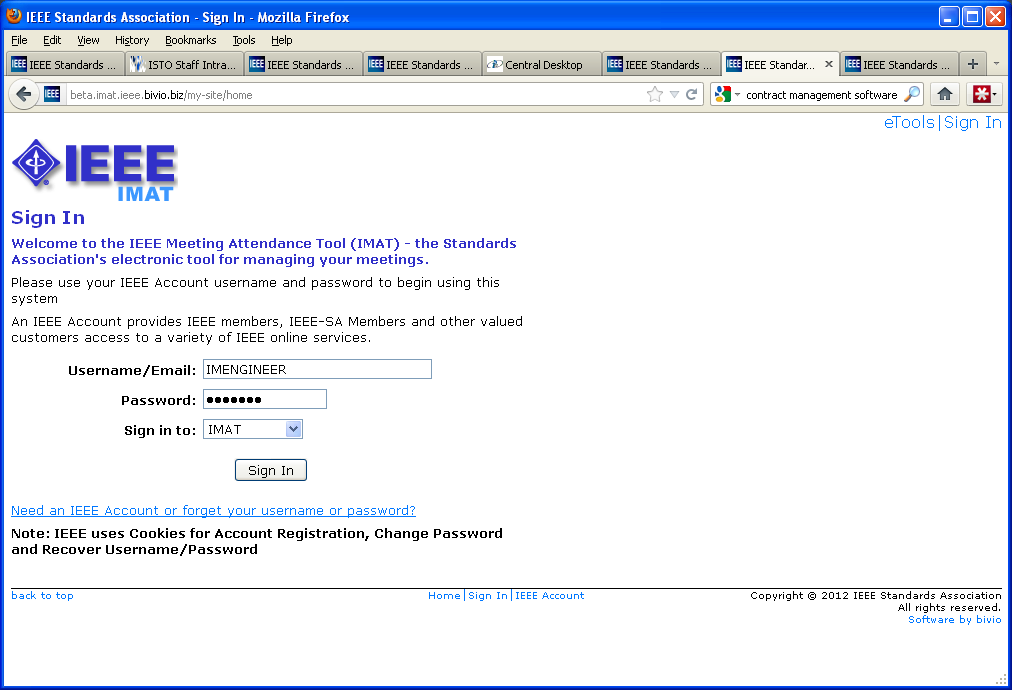 IEEE Standards Association - Sign In - Mozilla Firefox
File Edit View History Bookmarks Tools Help
IEEE Standards ... ISTO Staff Intra... IEEE Standards ... IEEE Standards ... Central Desktop IEEE Standards ... IEEE Standar... IEEE Standards ...
IEEE beta.imat.ieee.bivio.biz/my-site/home contract management software
eTools | Sign In
IEEE
IMAT
Sign In
Welcome to the IEEE Meeting Attendance Tool (IMAT) - the Standards
Association's electronic tool for managing your meetings.
Please use your IEEE Account username and password to begin using this
system
An IEEE Account provides IEEE members, IEEE-SA Members and other valued
customers access to a variety of IEEE online services.
Username/Email: IMENGINEER
Password: •••••••
Sign in to: IMAT
Sign In
Need an IEEE Account or forget your username or password?
Note: IEEE uses Cookies for Account Registration, Change Password
and Recover Username/Password
back to top Home | Sign In | IEEE Account Copyright © 2012 IEEE Standards Association
All rights reserved.
Software by bivio